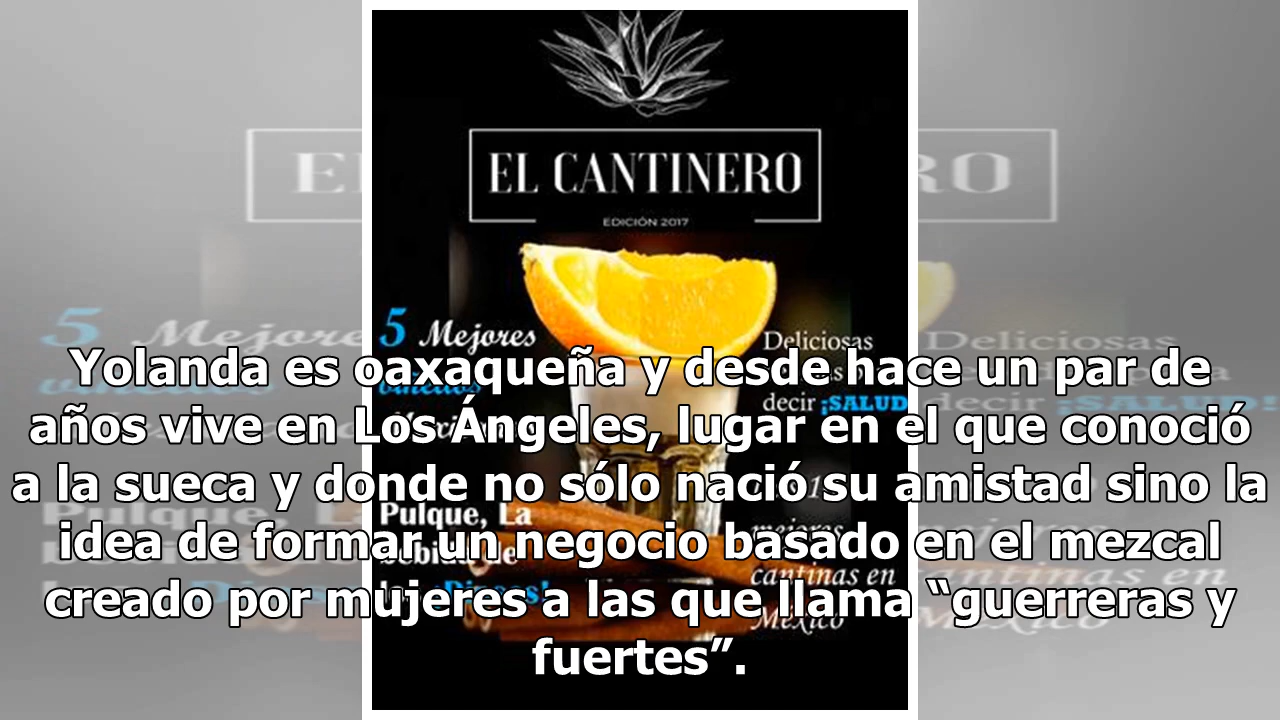 EL CANTINERO
EDICIÓN 2017
5 Mejores
Deliciosas
decir ¡SALUD
Pulque, La
mejores
cantinas en
México
Yolanda es oaxaqueña y desde hace un par de
años vive en Los Ángeles, lugar en el que conoció
a la sueca y donde no sólo nació su amistad sino la
idea de formar un negocio basado en el mezcal
creado por mujeres a las que llama “guerreras y
fuertes”.